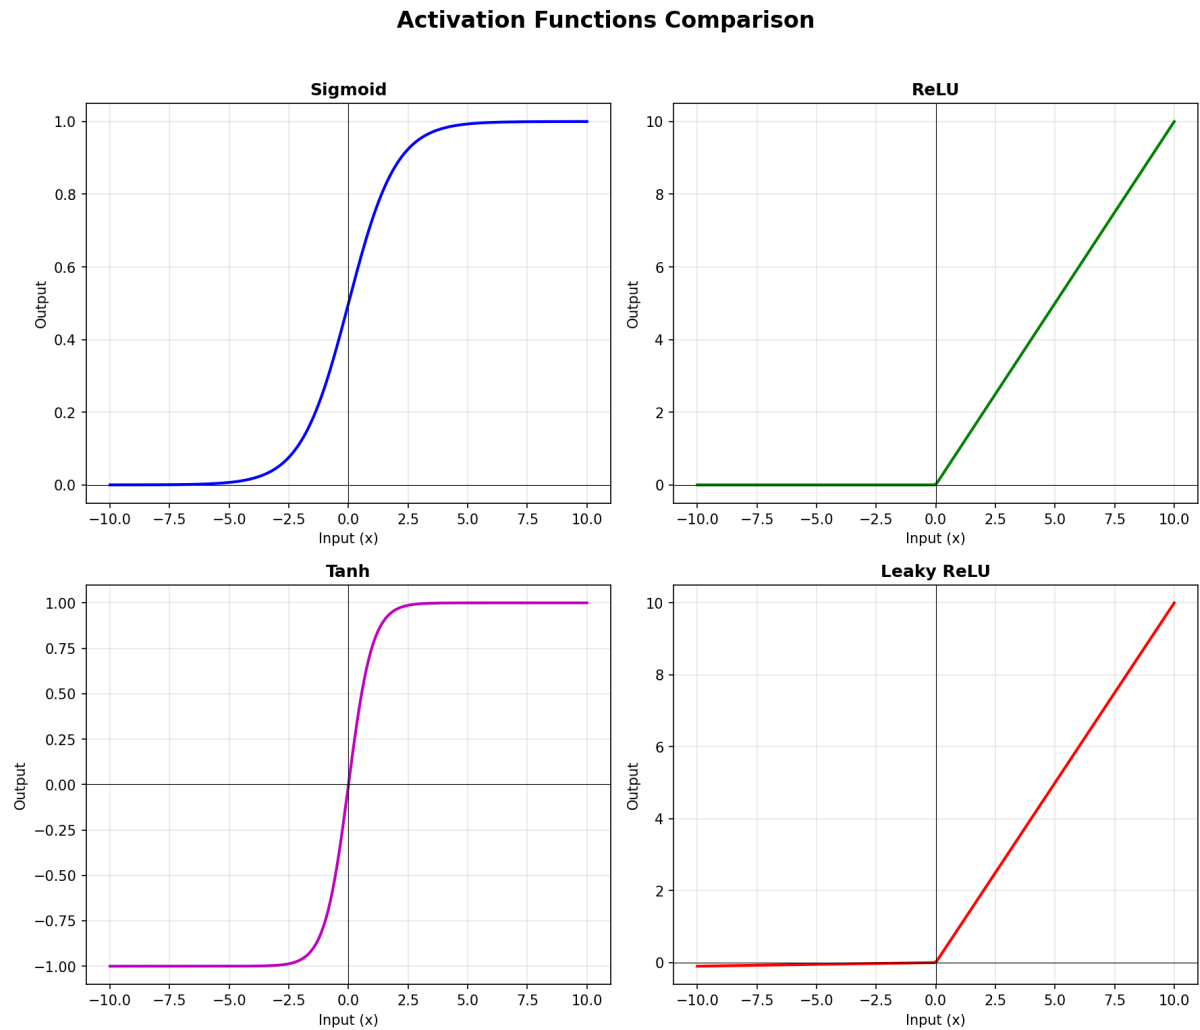 Activation Functions Comparison
Sigmoid
Output
1.0
0.8
0.6
0.4
0.2
0.0
−10.0 −7.5 −5.0 −2.5 0.0 2.5 5.0 7.5 10.0
Input (x)
ReLU
Output
10
8
6
4
2
0
−10.0 −7.5 −5.0 −2.5 0.0 2.5 5.0 7.5 10.0
Input (x)
Tanh
Output
1.00
0.75
0.50
0.25
0.00
−0.25
−0.50
−0.75
−1.00
−10.0 −7.5 −5.0 −2.5 0.0 2.5 5.0 7.5 10.0
Input (x)
Leaky ReLU
Output
10
8
6
4
2
0
−10.0 −7.5 −5.0 −2.5 0.0 2.5 5.0 7.5 10.0
Input (x)